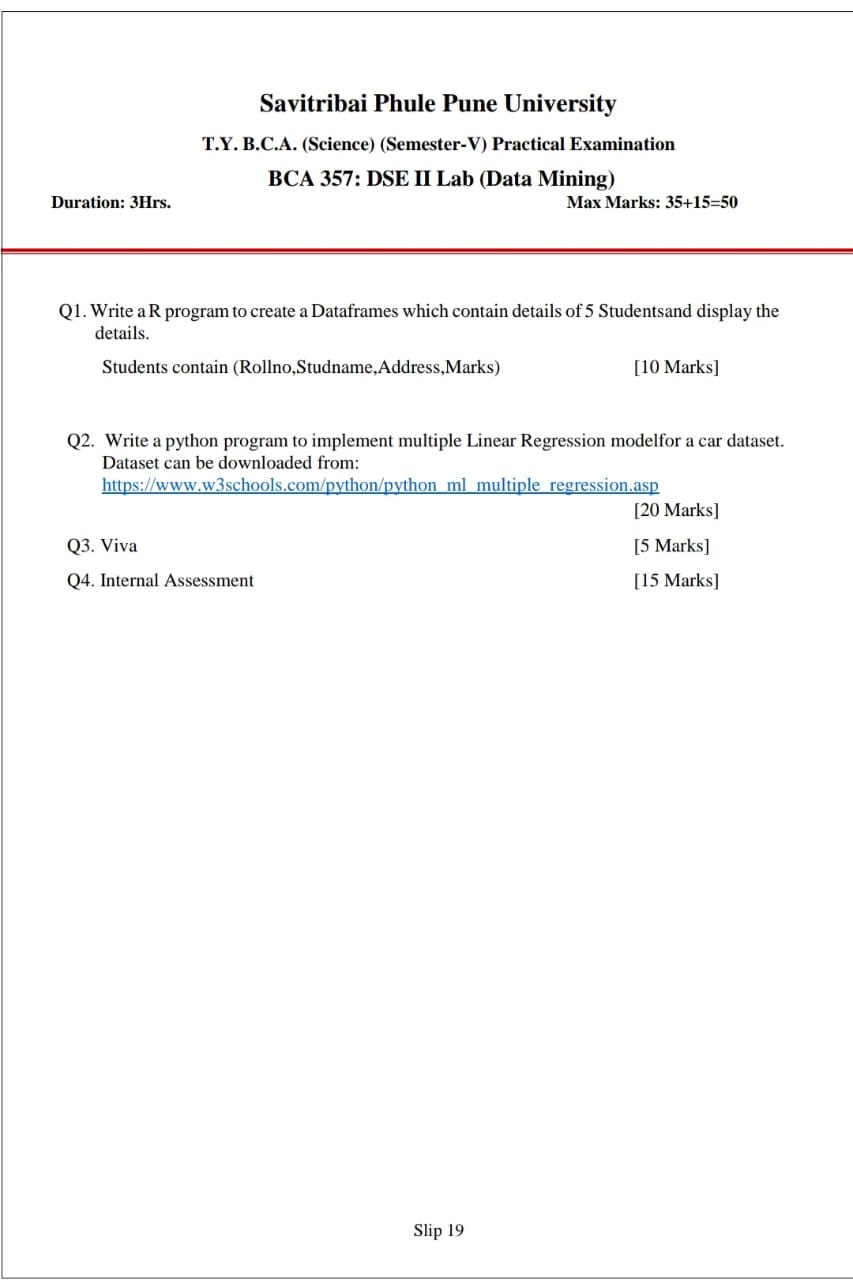 Savitribai Phule Pune University
T.Y. B.C.A. (Science) (Semester-V) Practical Examination
BCA 357: DSE II Lab (Data Mining)
Duration: 3Hrs. Max Marks: 35+15=50
Q1. Write a R program to create a Dataframes which contain details of 5 Studentsand display the
details.
Students contain (Rollno,Studname,Address,Marks) [10 Marks]
Q2. Write a python program to implement multiple Linear Regression modelfor a car dataset.
Dataset can be downloaded from:
https://www.w3schools.com/python/python_ml_multiple_regression.asp
[20 Marks]
Q3. Viva [5 Marks]
Q4. Internal Assessment [15 Marks]
Slip 19